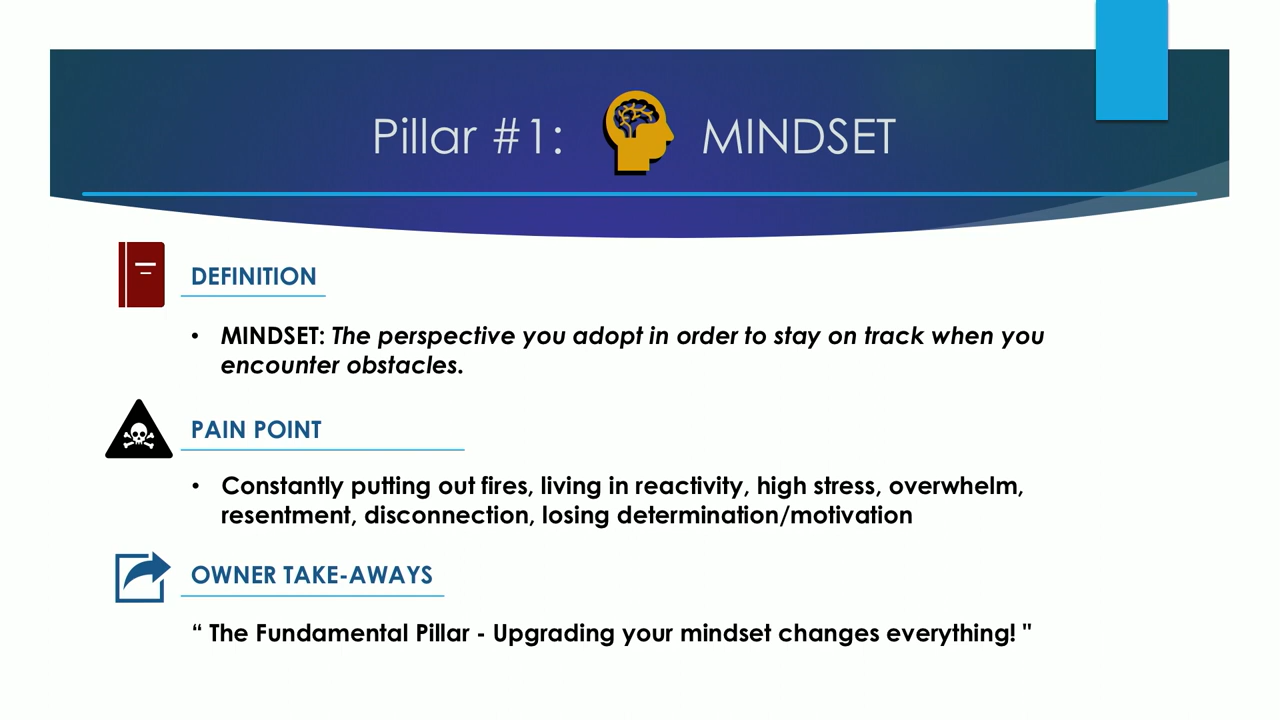 Pillar #1: MINDSET
DEFINITION
• MINDSET: The perspective you adopt in order to stay on track when you
encounter obstacles.
PAIN POINT
• Constantly putting out fires, living in reactivity, high stress, overwhelm,
resentment, disconnection, losing determination/motivation
OWNER TAKE-AWAYS
“ The Fundamental Pillar - Upgrading your mindset changes everything! "